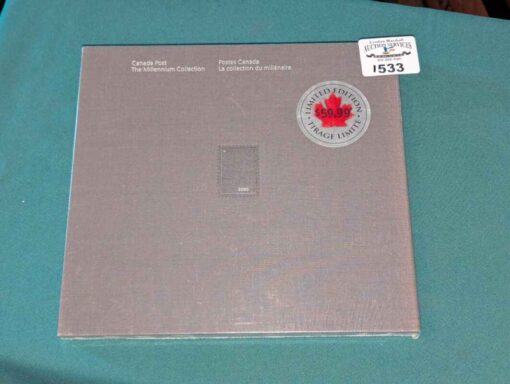 Canada Post
The Millennium Collection
Postes Canada
La collection du millénaire
LIMITED EDITION
$59.99
TIRAGE LIMITÉ
2000
AUCTION SERVICES
1533